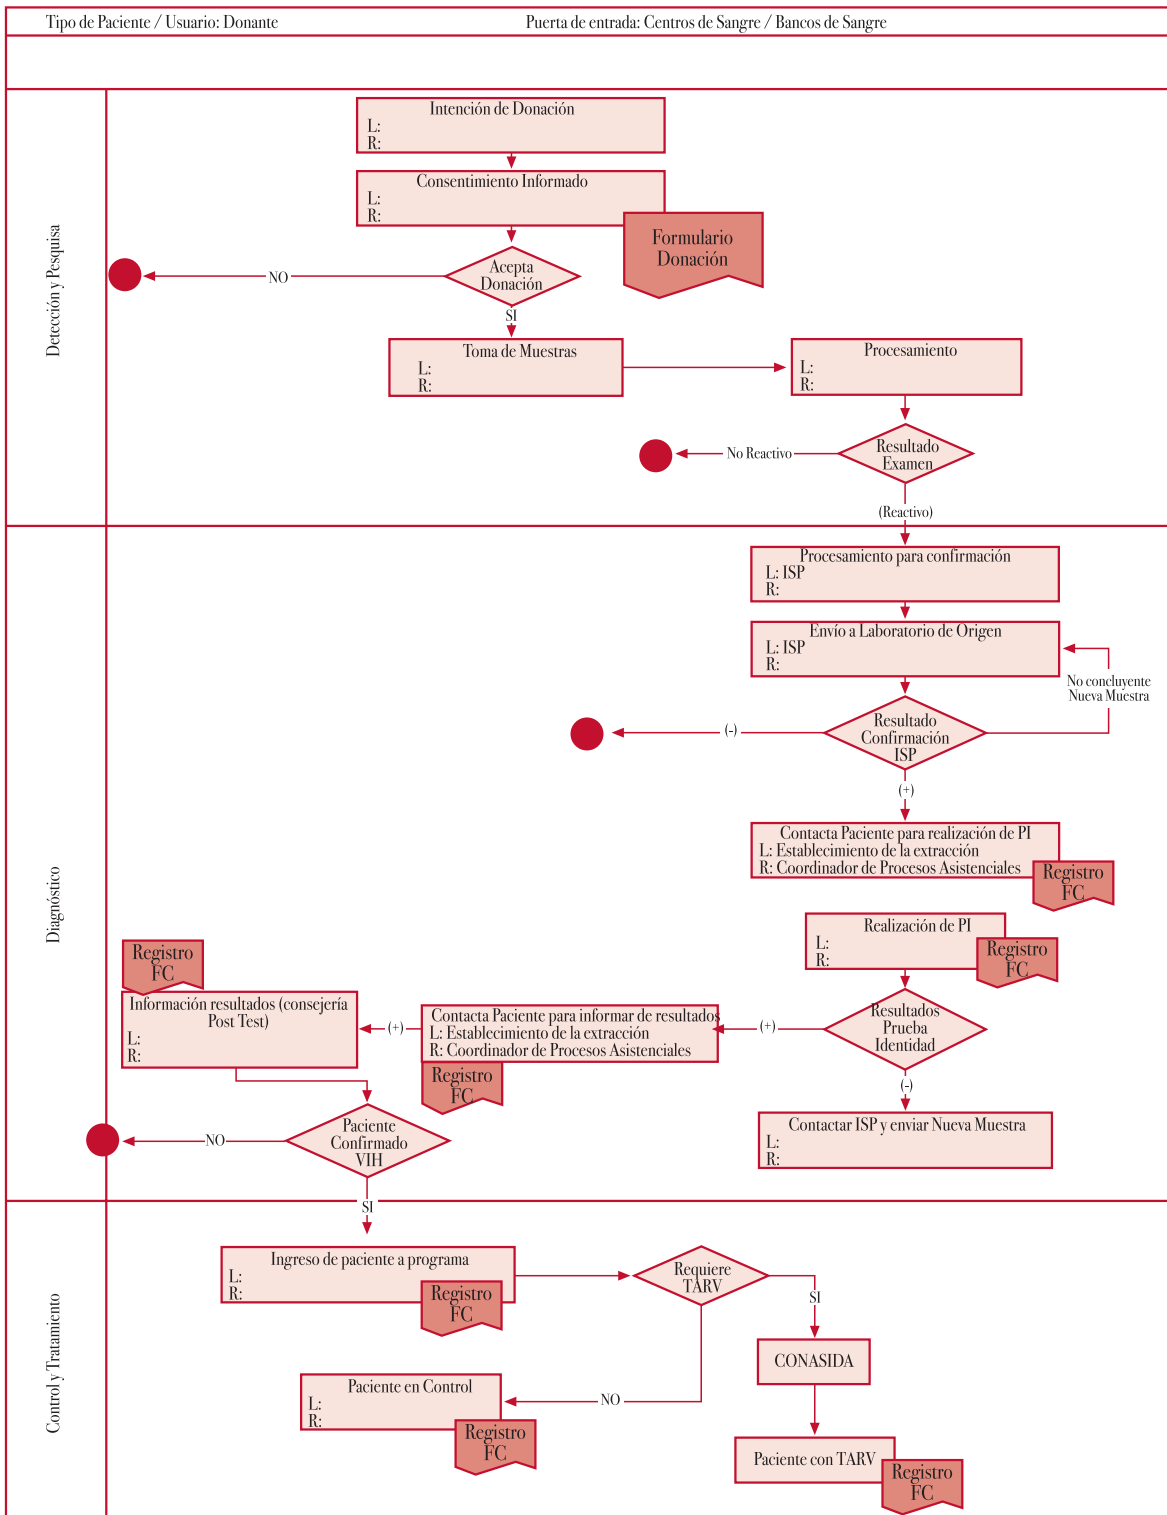 Tipo de Paciente / Usuario: Donante
Puerta de entrada: Centros de Sangre / Bancos de Sangre
Detección y Pesquisa
Intención de Donación
L:
R:
Consentimiento Informado
L:
R:
Formulario
Donación
Acepta
Donación
NO
SI
Toma de Muestras
L:
R:
Procesamiento
L:
R:
Resultado
Examen
No Reactivo
(Reactivo)
Diagnóstico
Procesamiento para confirmación
L: ISP
R:
Envío a Laboratorio de Origen
L: ISP
R:
No concluyente
Nueva Muestra
Resultado
Confirmación
ISP
(-)
(+)
Contacta Paciente para realización de PI
L: Establecimiento de la extracción
R: Coordinador de Procesos Asistenciales
Registro
FC
Realización de PI
L:
R:
Registro
FC
Resultados
Prueba
Identidad
(+)
(-)
Contacta Paciente para informar de resultados
L: Establecimiento de la extracción
R: Coordinador de Procesos Asistenciales
Registro
FC
(+)
Registro
FC
Información resultados (consejería
Post Test)
L:
R:
Contactar ISP y enviar Nueva Muestra
L:
R:
Paciente
Confirmado
VIH
NO
SI
Control y Tratamiento
Ingreso de paciente a programa
L:
R:
Registro
FC
Requiere
TARV
SI
NO
CONASIDA
Paciente en Control
L:
R:
Registro
FC
Paciente con TARV
Registro
FC